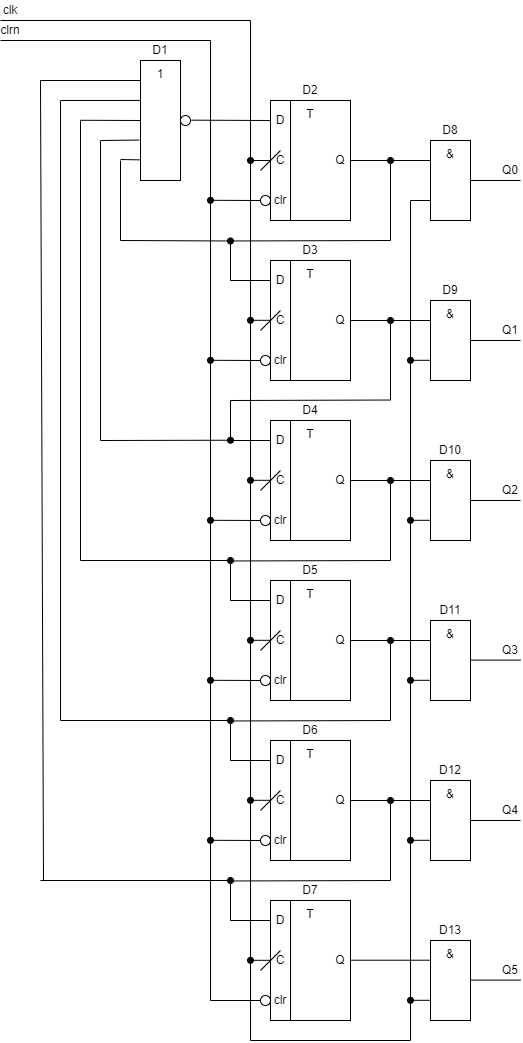 clk
clrn
D1
1
D2
D T
C Q
clr
D8
&
Q0
D3
D T
C Q
clr
D9
&
Q1
D4
D T
C Q
clr
D10
&
Q2
D5
D T
C Q
clr
D11
&
Q3
D6
D T
C Q
clr
D12
&
Q4
D7
D T
C Q
clr
D13
&
Q5